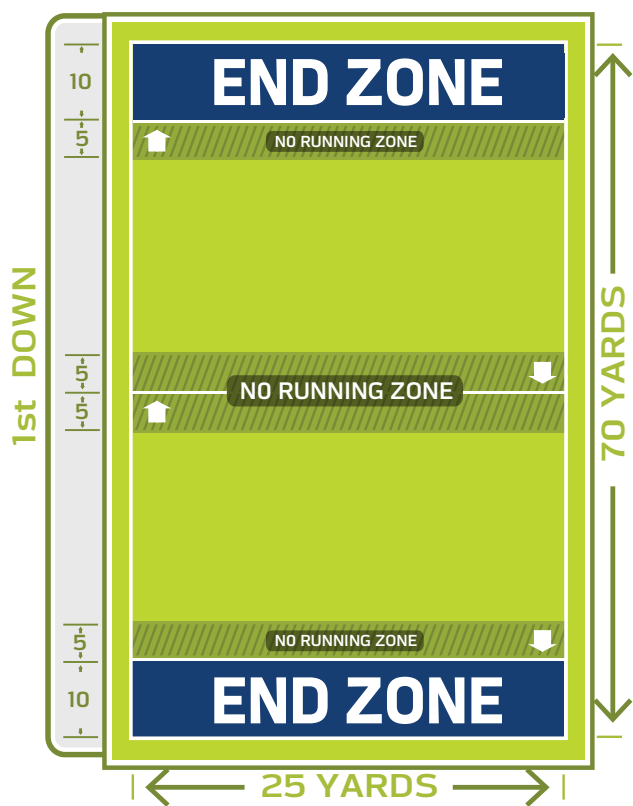 END ZONE
10
5
NO RUNNING ZONE
1st DOWN
70 YARDS
5
NO RUNNING ZONE
5
5
NO RUNNING ZONE
10
END ZONE
25 YARDS